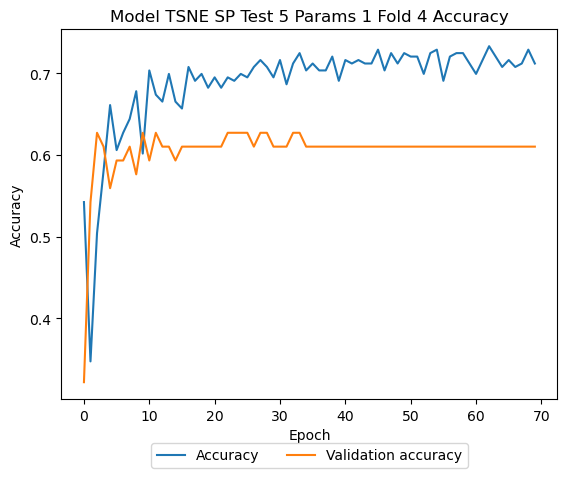 Model TSNE SP Test 5 Params 1 Fold 4 Accuracy
0.7
0.6
0.5
0.4
Accuracy
0 10 20 30 40 50 60 70
Epoch
Accuracy Validation accuracy